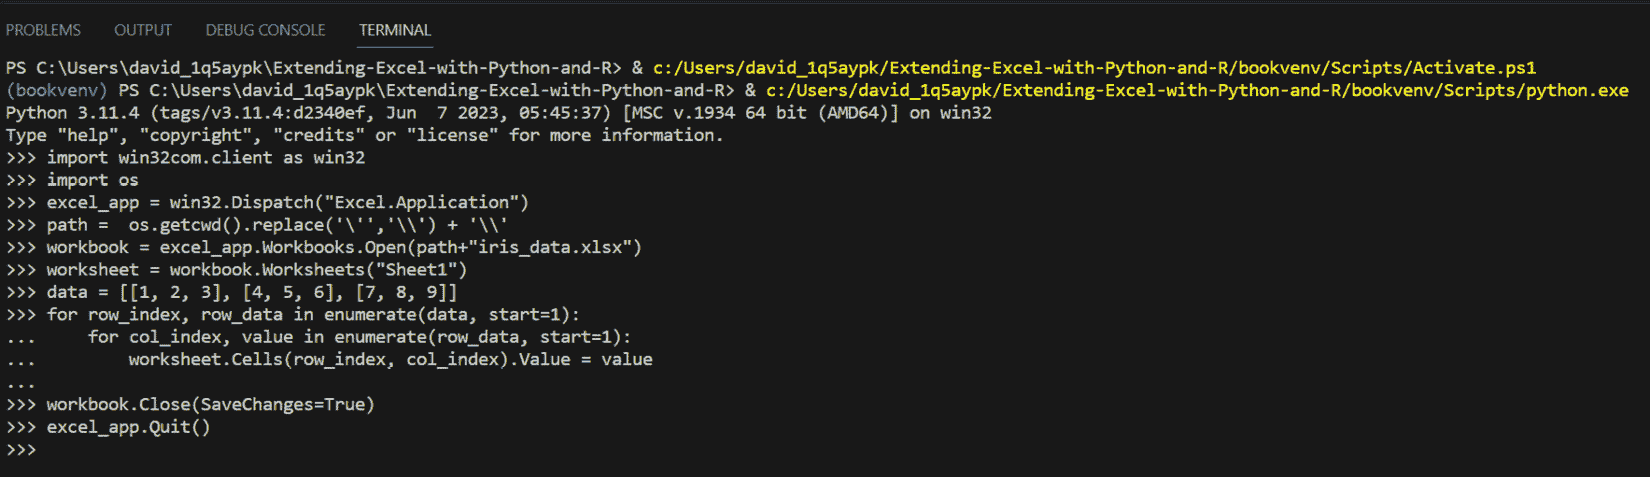 PROBLEMS OUTPUT DEBUG CONSOLE TERMINAL
PS C:\Users\david_1q5aypk\Extending-Excel-with-Python-and-R> & c:/Users/david_1q5aypk/Extending-Excel-with-Python-and-R/bookvenv/Scripts/Activate.ps1
(bookvenv) PS C:\Users\david_1q5aypk\Extending-Excel-with-Python-and-R> & c:/Users/david_1q5aypk/Extending-Excel-with-Python-and-R/bookvenv/Scripts/python.exe
Python 3.11.4 (tags/v3.11.4:d2340ef, Jun  7 2023, 05:45:37) [MSC v.1934 64 bit (AMD64)] on win32
Type "help", "copyright", "credits" or "license" for more information.
>>> import win32com.client as win32
>>> import os
>>> excel_app = win32.Dispatch("Excel.Application")
>>> path =  os.getcwd().replace('\'','\\') + '\\'
>>> workbook = excel_app.Workbooks.Open(path+"iris_data.xlsx")
>>> worksheet = workbook.Worksheets("Sheet1")
>>> data = [[1, 2, 3], [4, 5, 6], [7, 8, 9]]
>>> for row_index, row_data in enumerate(data, start=1):
...     for col_index, value in enumerate(row_data, start=1):
...         worksheet.Cells(row_index, col_index).Value = value
...
>>> workbook.Close(SaveChanges=True)
>>> excel_app.Quit()
>>>